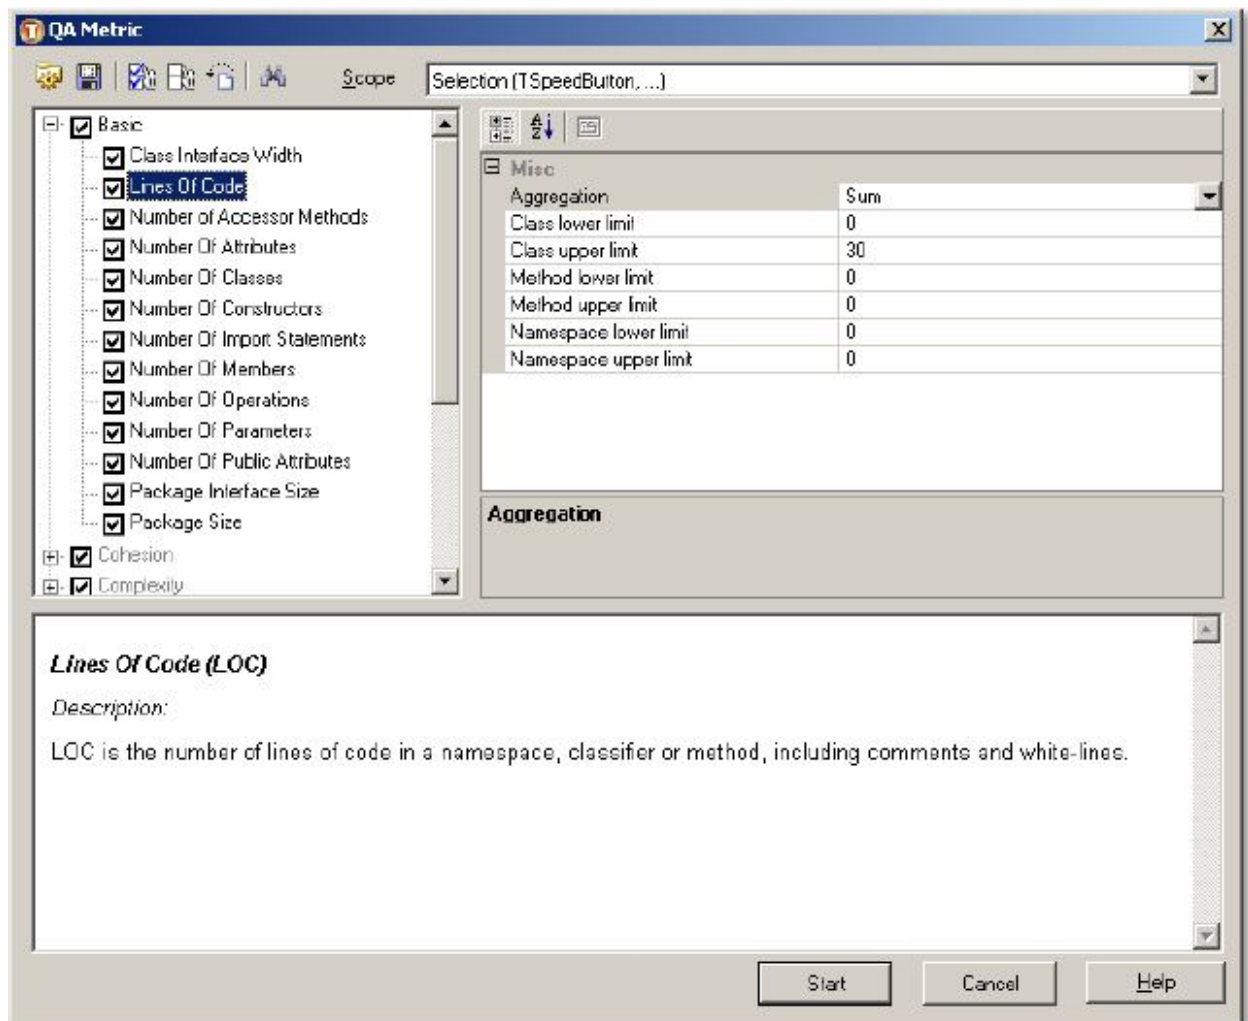 QA Metric
Scope
Selection (TSpeedButton, ...)
Basic
Class Interface Width
Lines Of Code
Number of Accessor Methods
Number Of Attributes
Number Of Classes
Number Of Constructors
Number Of Import Statements
Number Of Members
Number Of Operations
Number Of Parameters
Number Of Public Attributes
Package Interface Size
Package Size
Cohesion
Complexity
Misc
Aggregation Sum
Class lower limit 0
Class upper limit 30
Method lower limit 0
Method upper limit 0
Namespace lower limit 0
Namespace upper limit 0
Aggregation
Lines Of Code (LOC)
Description:
LOC is the number of lines of code in a namespace, classifier or method, including comments and white-lines.
Start Cancel Help